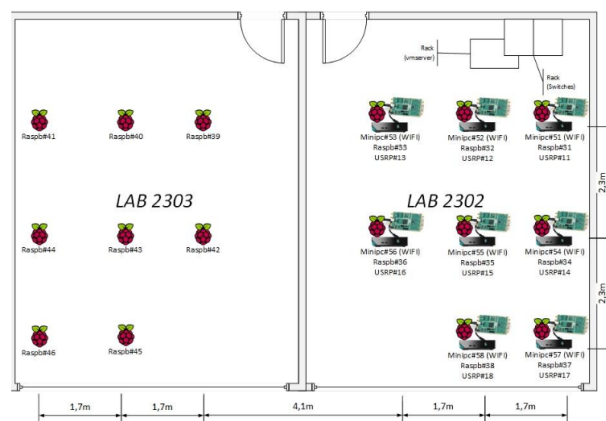 Rack
(vmserver)
Rack
(Switches)
Raspb#41
Raspb#40
Raspb#39
Minipc#53 (WIFI)
Raspb#33
USRP#13
Minipc#52 (WIFI)
Raspb#32
USRP#12
Minipc#51 (WIFI)
Raspb#31
USRP#11
2,3m
LAB 2303
LAB 2302
Raspb#44
Raspb#43
Raspb#42
Minipc#56 (WIFI)
Raspb#36
USRP#16
Minipc#55 (WIFI)
Raspb#35
USRP#15
Minipc#54 (WIFI)
Raspb#34
USRP#14
2,3m
Raspb#46
Raspb#45
Minipc#58 (WIFI)
Raspb#38
USRP#18
Minipc#57 (WIFI)
Raspb#37
USRP#17
1,7m
1,7m
4,1m
1,7m
1,7m